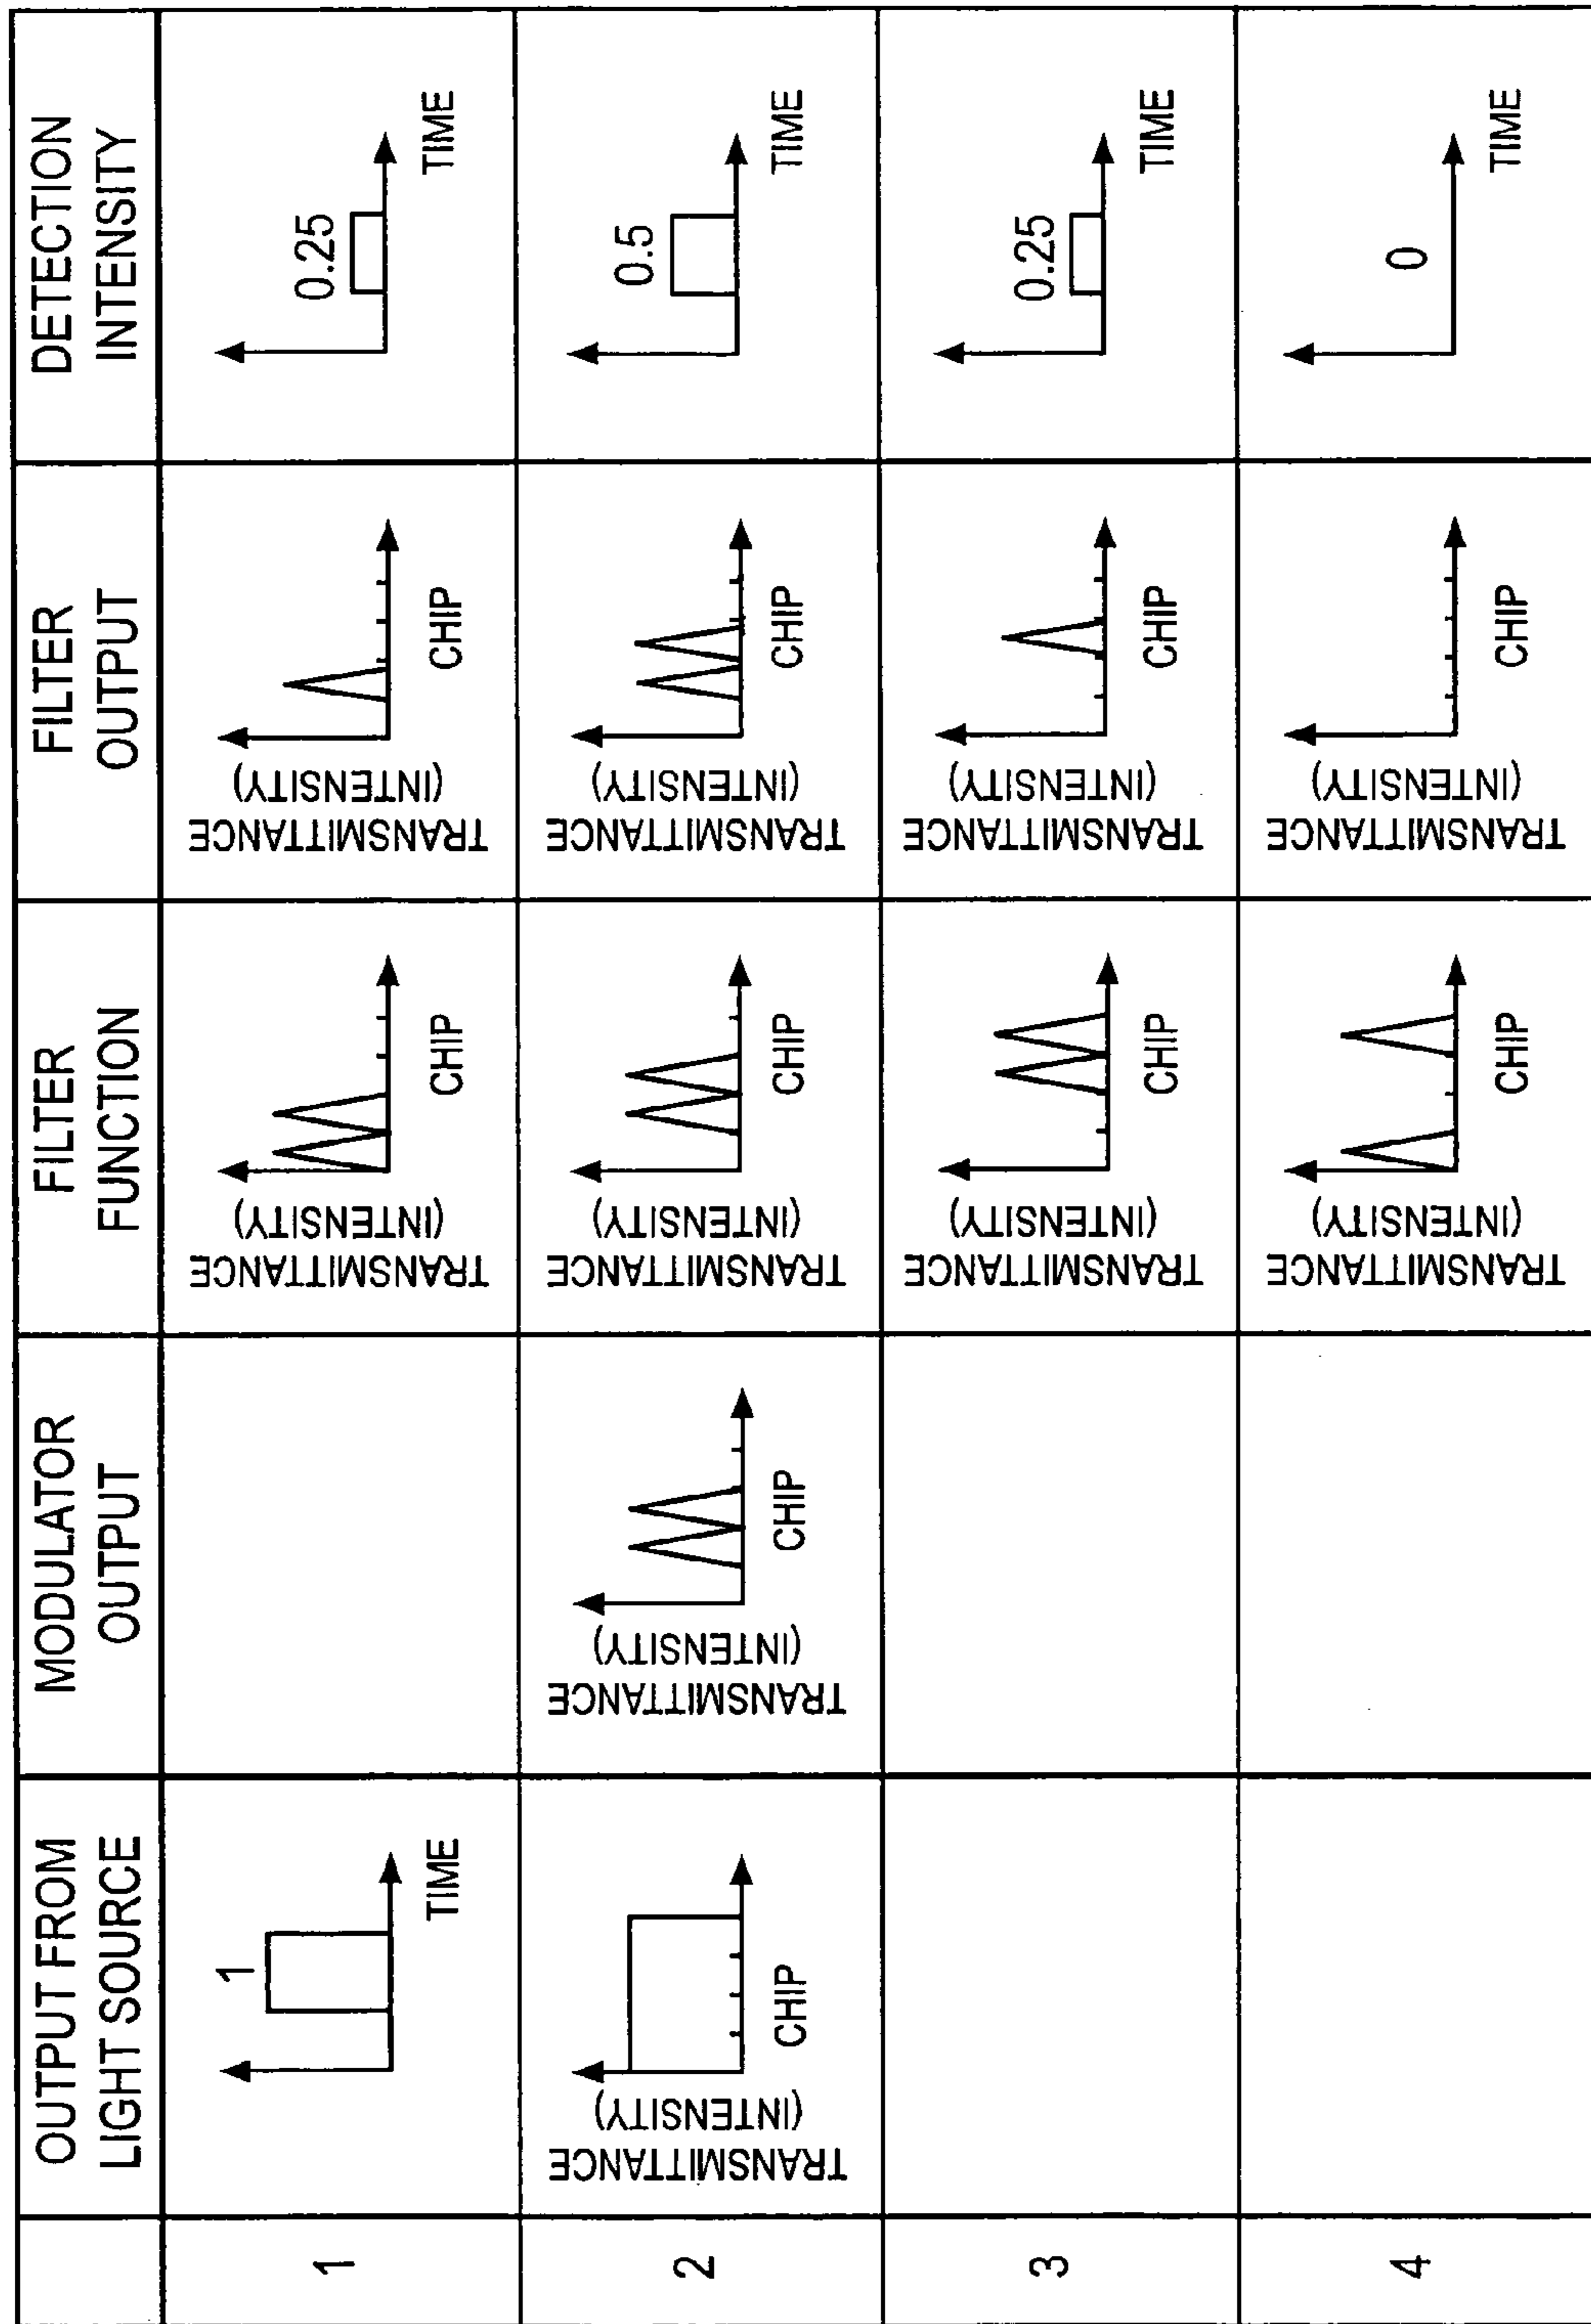 OUTPUT FROM
LIGHT SOURCE
MODULATOR
OUTPUT
FILTER
FUNCTION
FILTER
OUTPUT
DETECTION
INTENSITY
1
1
TIME
TRANSMITTANCE
(INTENSITY)
CHIP
TRANSMITTANCE
(INTENSITY)
CHIP
0.25
TIME
2
TRANSMITTANCE
(INTENSITY)
CHIP
TRANSMITTANCE
(INTENSITY)
CHIP
TRANSMITTANCE
(INTENSITY)
CHIP
TRANSMITTANCE
(INTENSITY)
CHIP
0.5
TIME
3
TRANSMITTANCE
(INTENSITY)
CHIP
TRANSMITTANCE
(INTENSITY)
CHIP
0.25
TIME
4
TRANSMITTANCE
(INTENSITY)
CHIP
TRANSMITTANCE
(INTENSITY)
CHIP
0
TIME